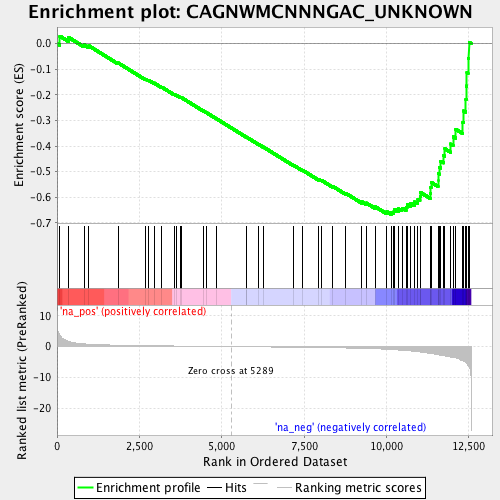 Enrichment plot: CAGNWMCNNNGAC_UNKNOWN
Enrichment score (ES)
0.0
-0.1
-0.2
-0.3
-0.4
-0.5
-0.6
-0.7
'na_pos' (positively correlated)
Ranked list metric (PreRanked)
10
5
0
-5
-10
-15
-20
Zero cross at 5289
'na_neg' (negatively correlated)
0
2,500
5,000
7,500
10,000
12,500
Rank in Ordered Dataset
Enrichment profile
Hits
Ranking metric scores